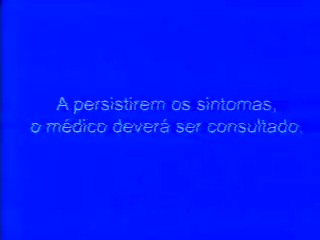 A persistirem os sintomas,
o médico deverá ser consultado.